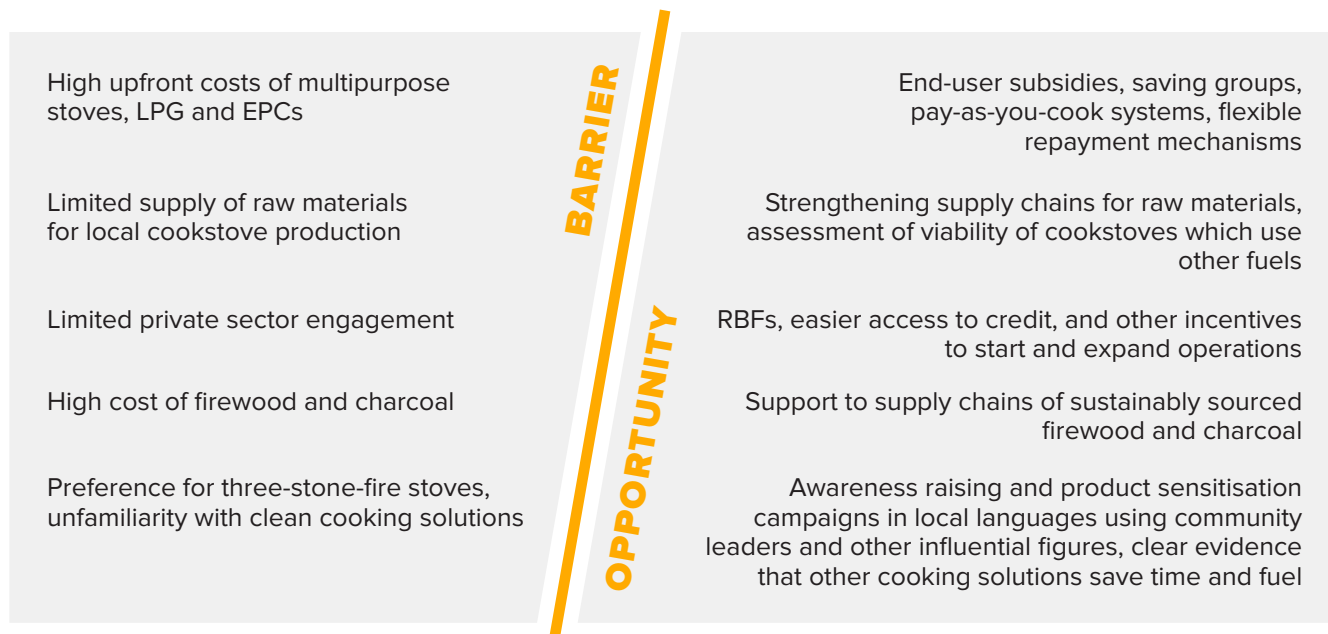 High upfront costs of multipurpose
stoves, LPG and EPCs
Limited supply of raw materials
for local cookstove production
Limited private sector engagement
High cost of firewood and charcoal
Preference for three-stone-fire stoves,
unfamiliarity with clean cooking solutions
BARRIER
OPPORTUNITY
End-user subsidies, saving groups,
pay-as-you-cook systems, flexible
repayment mechanisms
Strengthening supply chains for raw materials,
assessment of viability of cookstoves which use
other fuels
RBFs, easier access to credit, and other incentives
to start and expand operations
Support to supply chains of sustainably sourced
firewood and charcoal
Awareness raising and product sensitisation
campaigns in local languages using community
leaders and other influential figures, clear evidence
that other cooking solutions save time and fuel